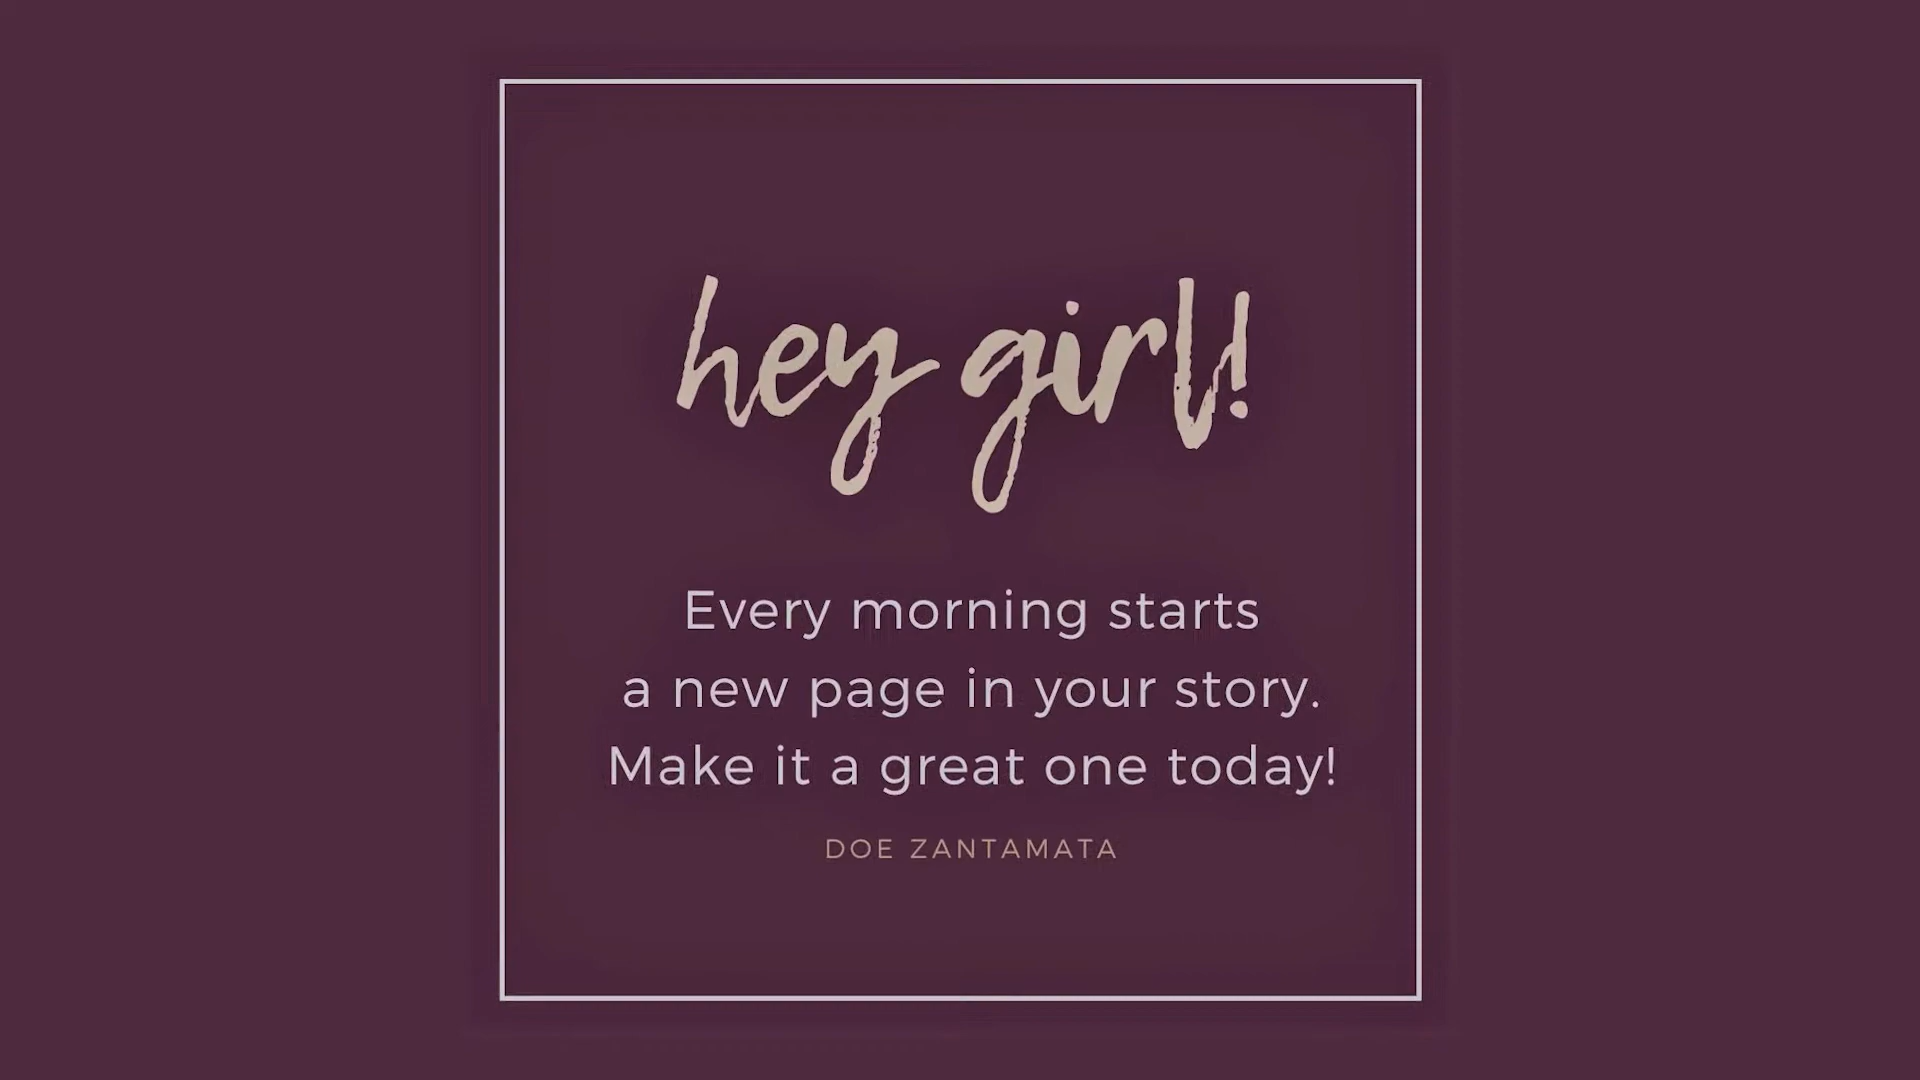 hey girl!
Every morning starts
a new page in your story.
Make it a great one today!
DOE ZANTAMATA